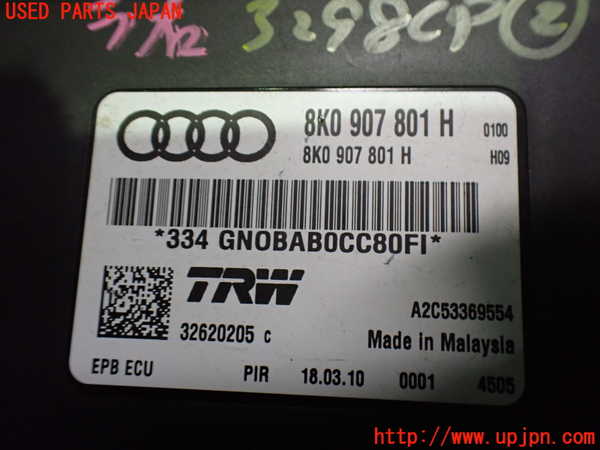 USED PARTS JAPAN
3298CP②
8K0 907 801 H 0100
8K0 907 801 H H09
*334 GNOBAB0CC80FI*
TRW
A2C53369554
32620205 C
Made in Malaysia
EPB ECU PIR 18.03.10 0001 4505
http://www.upjpn.com/